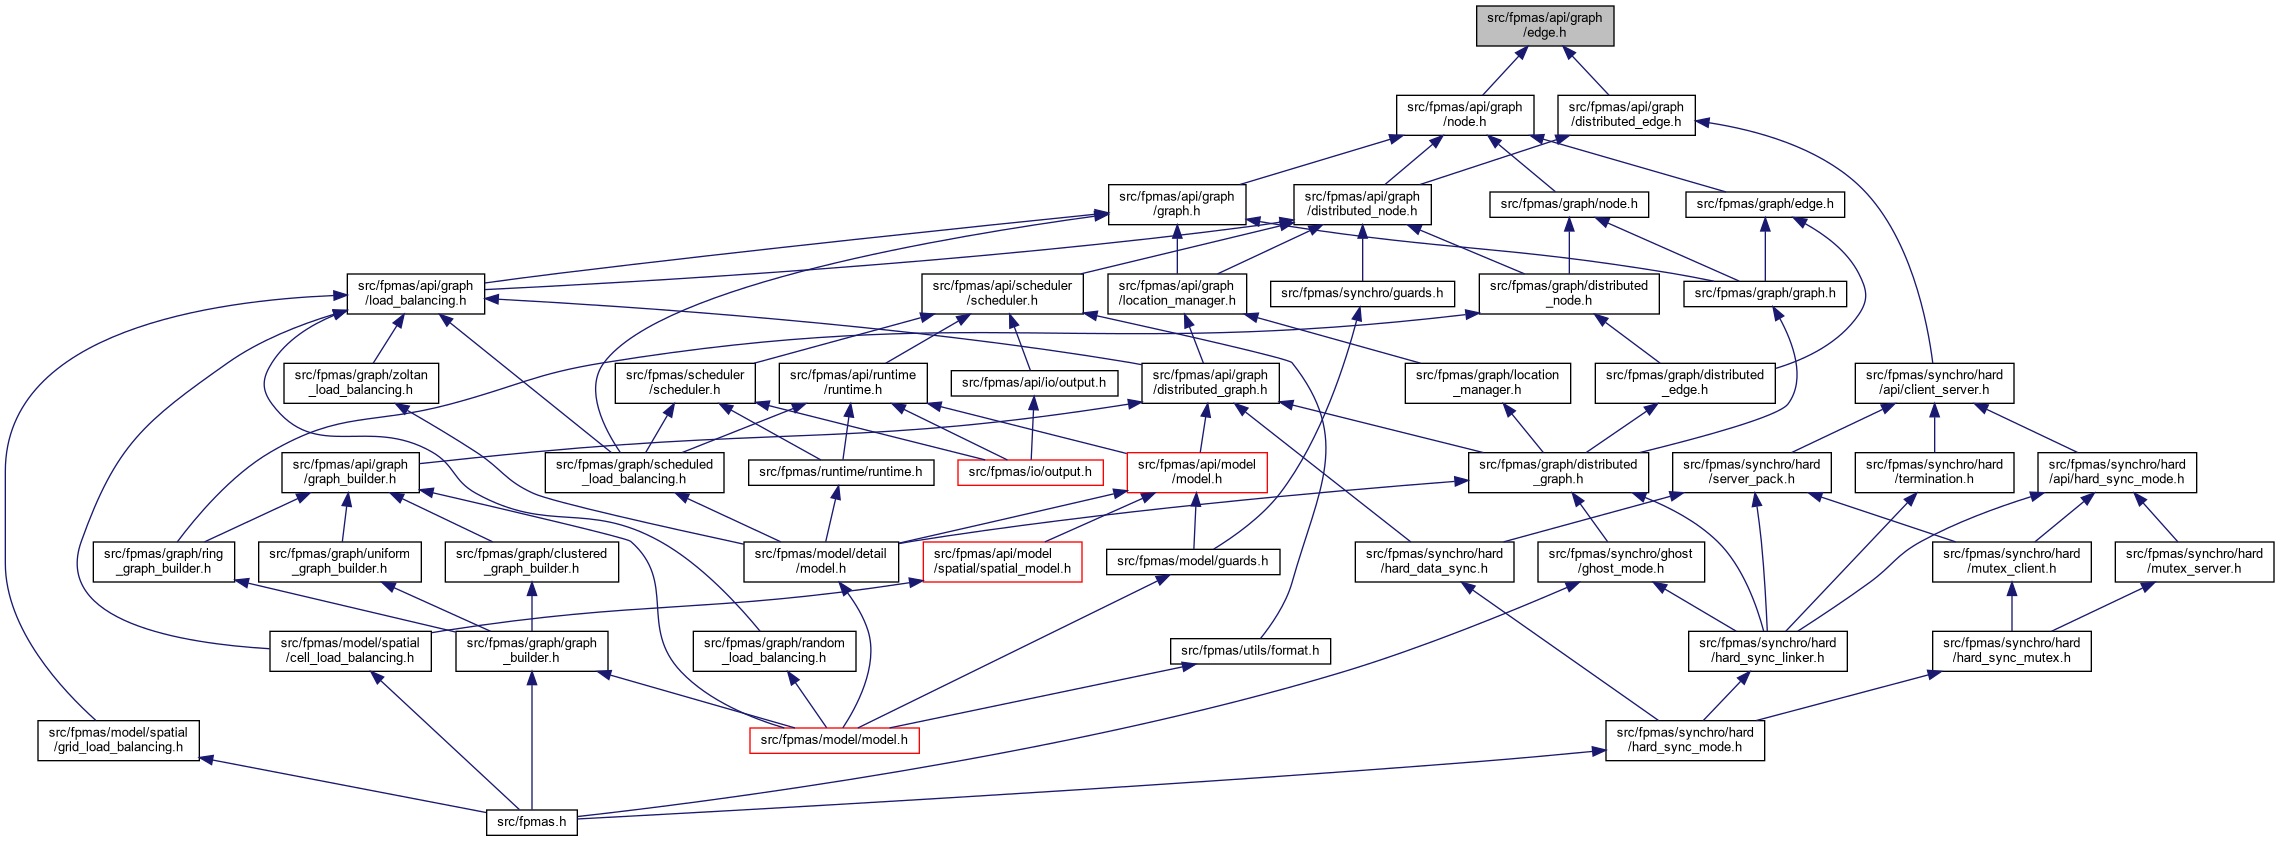 src/fpmas/api/graph
/edge.h
src/fpmas/api/graph
/node.h
src/fpmas/api/graph
/distributed_edge.h
src/fpmas/api/graph
/graph.h
src/fpmas/api/graph
/distributed_node.h
src/fpmas/graph/node.h
src/fpmas/graph/edge.h
src/fpmas/api/graph
/load_balancing.h
src/fpmas/api/scheduler
/scheduler.h
src/fpmas/api/graph
/location_manager.h
src/fpmas/synchro/guards.h
src/fpmas/graph/distributed
_node.h
src/fpmas/graph/graph.h
src/fpmas/graph/zoltan
_load_balancing.h
src/fpmas/scheduler
/scheduler.h
src/fpmas/api/runtime
/runtime.h
src/fpmas/api/io/output.h
src/fpmas/api/graph
/distributed_graph.h
src/fpmas/graph/location
_manager.h
src/fpmas/graph/distributed
_edge.h
src/fpmas/synchro/hard
/api/client_server.h
src/fpmas/api/graph
/graph_builder.h
src/fpmas/graph/scheduled
_load_balancing.h
src/fpmas/runtime/runtime.h
src/fpmas/io/output.h
src/fpmas/api/model
/model.h
src/fpmas/graph/distributed
_graph.h
src/fpmas/synchro/hard
/server_pack.h
src/fpmas/synchro/hard
/termination.h
src/fpmas/synchro/hard
/api/hard_sync_mode.h
src/fpmas/graph/ring
_graph_builder.h
src/fpmas/graph/uniform
_graph_builder.h
src/fpmas/graph/clustered
_graph_builder.h
src/fpmas/model/detail
/model.h
src/fpmas/api/model
/spatial/spatial_model.h
src/fpmas/model/guards.h
src/fpmas/synchro/hard
/hard_data_sync.h
src/fpmas/synchro/ghost
/ghost_mode.h
src/fpmas/synchro/hard
/mutex_client.h
src/fpmas/synchro/hard
/mutex_server.h
src/fpmas/model/spatial
/cell_load_balancing.h
src/fpmas/graph/graph
_builder.h
src/fpmas/graph/random
_load_balancing.h
src/fpmas/utils/format.h
src/fpmas/synchro/hard
/hard_sync_linker.h
src/fpmas/synchro/hard
/hard_sync_mutex.h
src/fpmas/model/spatial
/grid_load_balancing.h
src/fpmas/model/model.h
src/fpmas/synchro/hard
/hard_sync_mode.h
src/fpmas.h